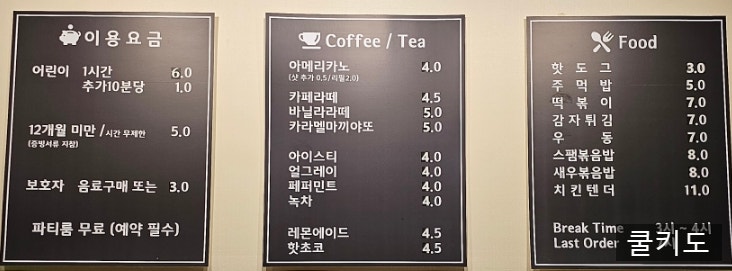 이용요금
어린이 1시간 6.0
추가10분당 1.0
12개월 미만 / 시간 무제한 5.0
(증빙서류 지참)
보호자 음료구매 또는 3.0
파티룸 무료 (예약 필수)
Coffee / Tea
아메리카노 4.0
(샷 추가 0.5/리필2.0)
카페라떼 4.5
바닐라라떼 5.0
카라멜마끼야또 5.0
아이스티 4.0
얼그레이 4.0
페퍼민트 4.0
녹차 4.0
레몬에이드 4.5
핫초코 4.5
Food
핫도그 3.0
주먹밥 5.0
떡볶이 7.0
감자튀김 7.0
우동 7.0
스팸볶음밥 8.0
새우볶음밥 8.0
치킨텐더 11.0
Break Time 3시 ~ 4시
Last Order
쿨키도